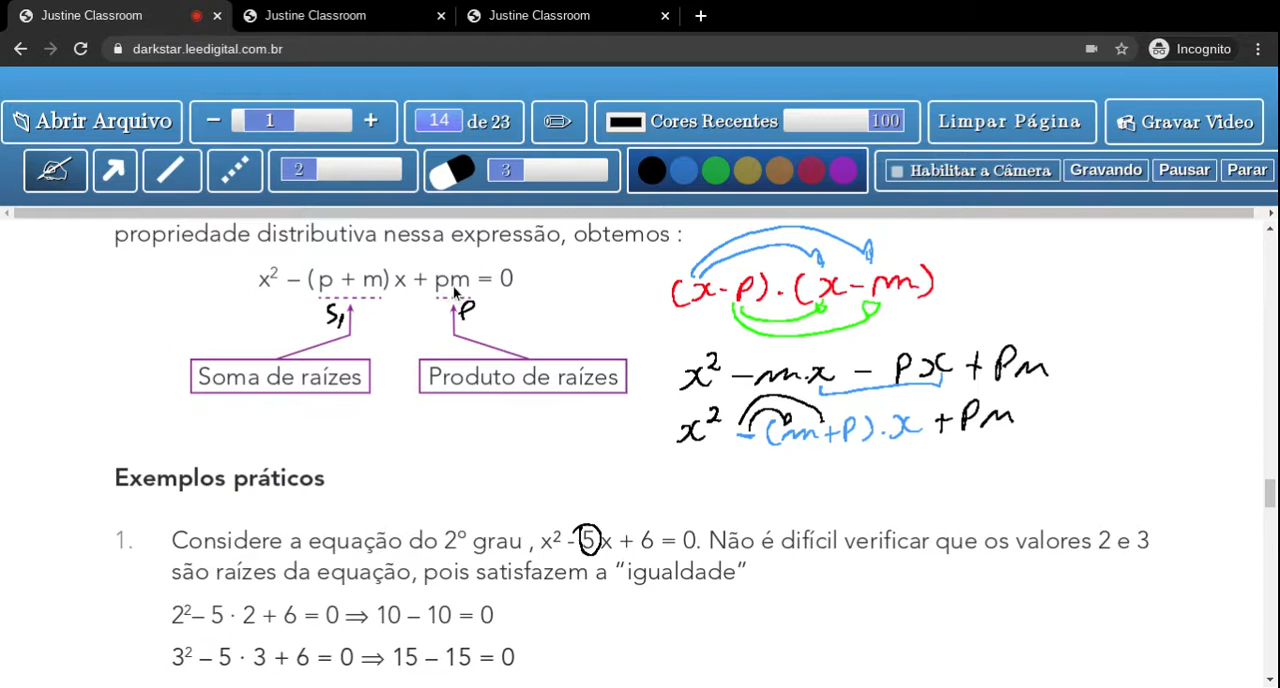 Justine Classroom
Justine Classroom
Justine Classroom
darkstar.leedigital.com.br
Incognito
Abrir Arquivo
− 1 +
14 de 23
Cores Recentes 100
Limpar Página
Gravar Video
2
3
Habilitar a Câmera
Gravando
Pausar
Parar
propriedade distributiva nessa expressão, obtemos :
x² – (p + m) x + pm = 0
S₁
P
Soma de raízes
Produto de raízes
(x-p).(x-m)
x² -m.x - px + pm
x² -(m+p).x + pm
Exemplos práticos
1. Considere a equação do 2º grau , x² - 5x + 6 = 0. Não é difícil verificar que os valores 2 e 3
são raízes da equação, pois satisfazem a “igualdade”
2²– 5 · 2 + 6 = 0 ⇒ 10 – 10 = 0
3² – 5 · 3 + 6 = 0 ⇒ 15 – 15 = 0